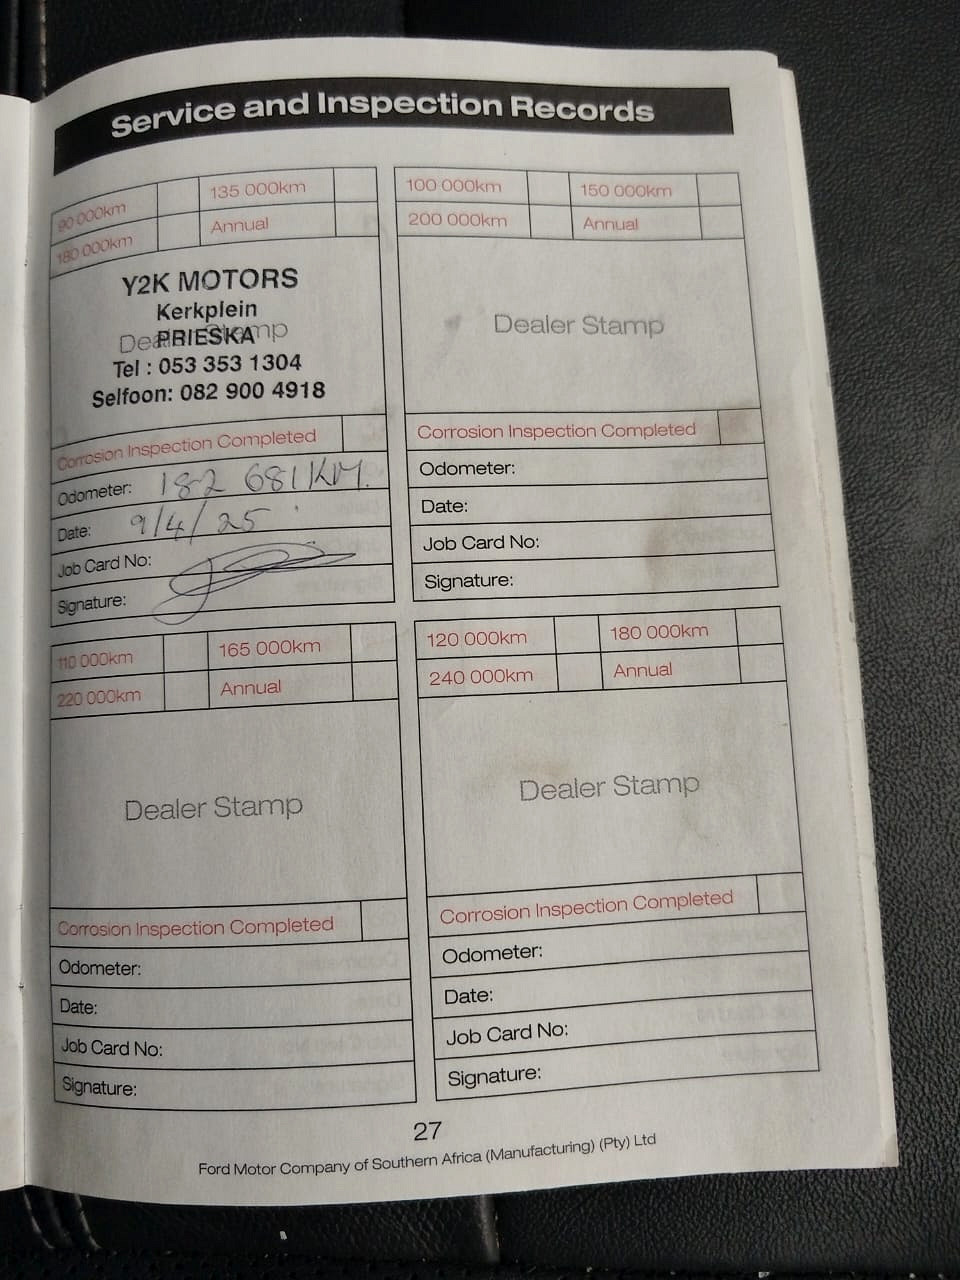 Service and Inspection Records
90 000km
135 000km
180 000km
Annual
Y2K MOTORS
Kerkplein
Dealer Stamp
PRIESKA
Tel : 053 353 1304
Selfoon: 082 900 4918
Corrosion Inspection Completed
Odometer: 182 681KM.
Date: 9/4/25
Job Card No:
Signature:
100 000km
150 000km
200 000km
Annual
Dealer Stamp
Corrosion Inspection Completed
Odometer:
Date:
Job Card No:
Signature:
110 000km
165 000km
220 000km
Annual
Dealer Stamp
Corrosion Inspection Completed
Odometer:
Date:
Job Card No:
Signature:
120 000km
180 000km
240 000km
Annual
Dealer Stamp
Corrosion Inspection Completed
Odometer:
Date:
Job Card No:
Signature:
27
Ford Motor Company of Southern Africa (Manufacturing) (Pty) Ltd